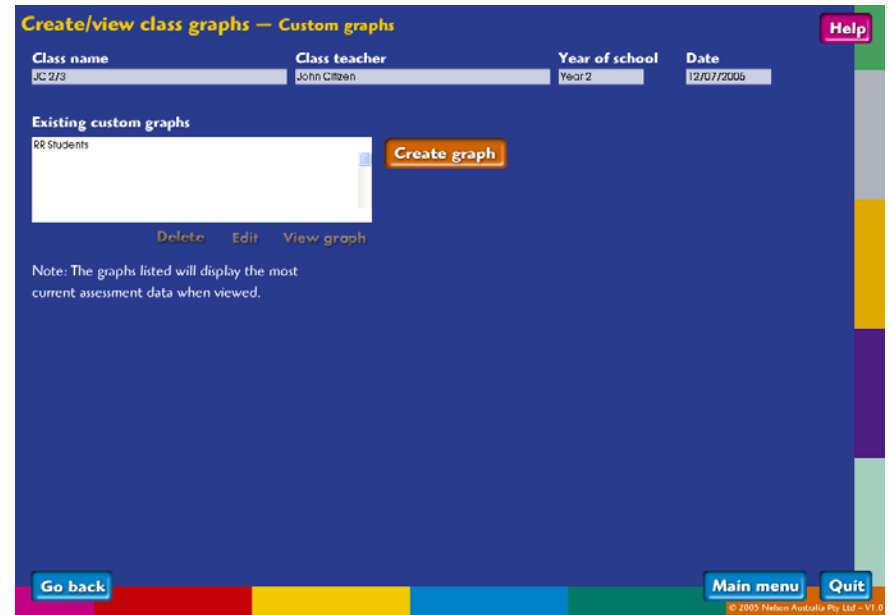 Create/view class graphs — Custom graphs
Help
Class name Class teacher Year of school Date
JC 2/3 John Citizen Year 2 12/07/2005
Existing custom graphs
RR Students
Create graph
Delete Edit View graph
Note: The graphs listed will display the most
current assessment data when viewed.
Go back Main menu Quit
© 2005 Nelson Australia Pty Ltd – V1.0